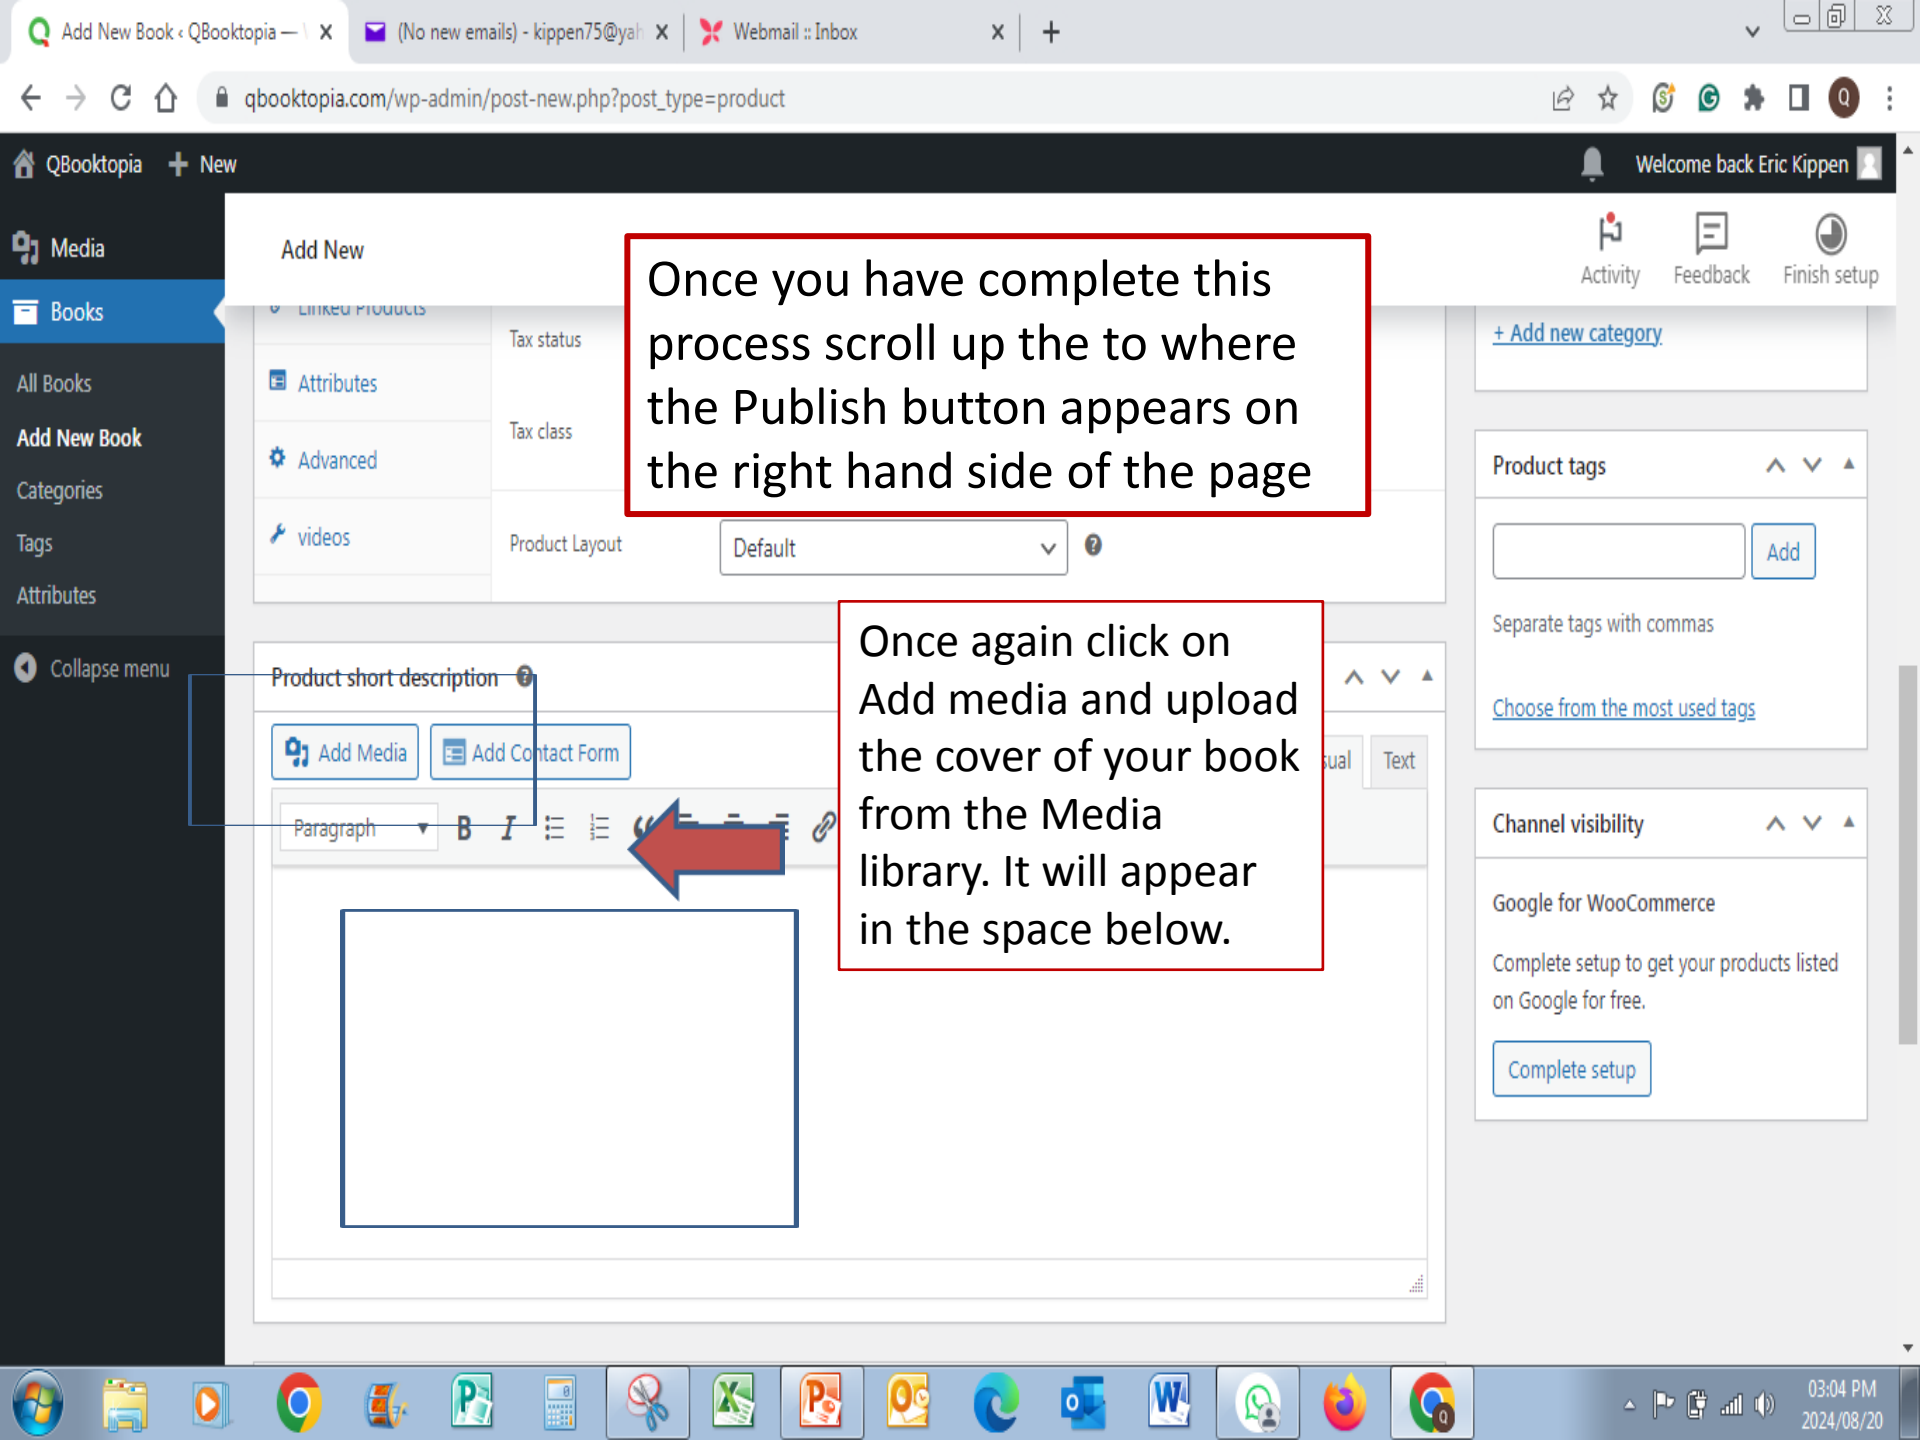 Add New Book ‹ QBooktopia —
(No new emails) - kippen75@yah
Webmail :: Inbox
qbooktopia.com/wp-admin/post-new.php?post_type=product
Q
QBooktopia
New
Welcome back Eric Kippen
Media
Books
All Books
Add New Book
Categories
Tags
Attributes
Collapse menu
Add New
Activity
Feedback
Finish setup
Linked Products
Attributes
Advanced
videos
Tax status
Tax class
Product Layout
Default
Once you have complete this
process scroll up the to where
the Publish button appears on
the right hand side of the page
+ Add new category
Product tags
Add
Separate tags with commas
Choose from the most used tags
Product short description
Add Media
Add Contact Form
Text
Paragraph
B I
Once again click on
Add media and upload
the cover of your book
from the Media
library. It will appear
in the space below.
Channel visibility
Google for WooCommerce
Complete setup to get your products listed
on Google for free.
Complete setup
03:04 PM
2024/08/20